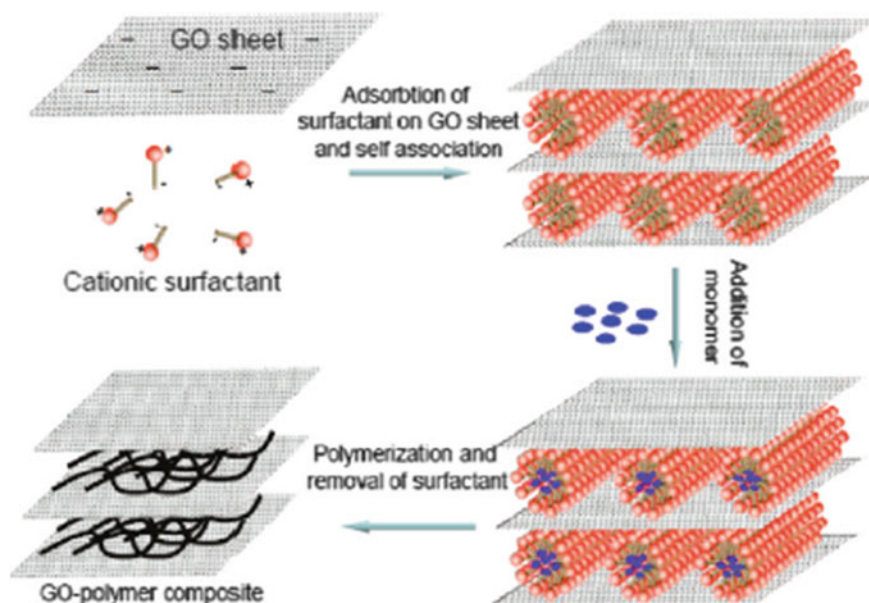 GO sheet
Adsorbtion of
surfactant on GO sheet
and self association
Cationic surfactant
Addition of
monomer
Polymerization and
removal of surfactant
GO-polymer composite